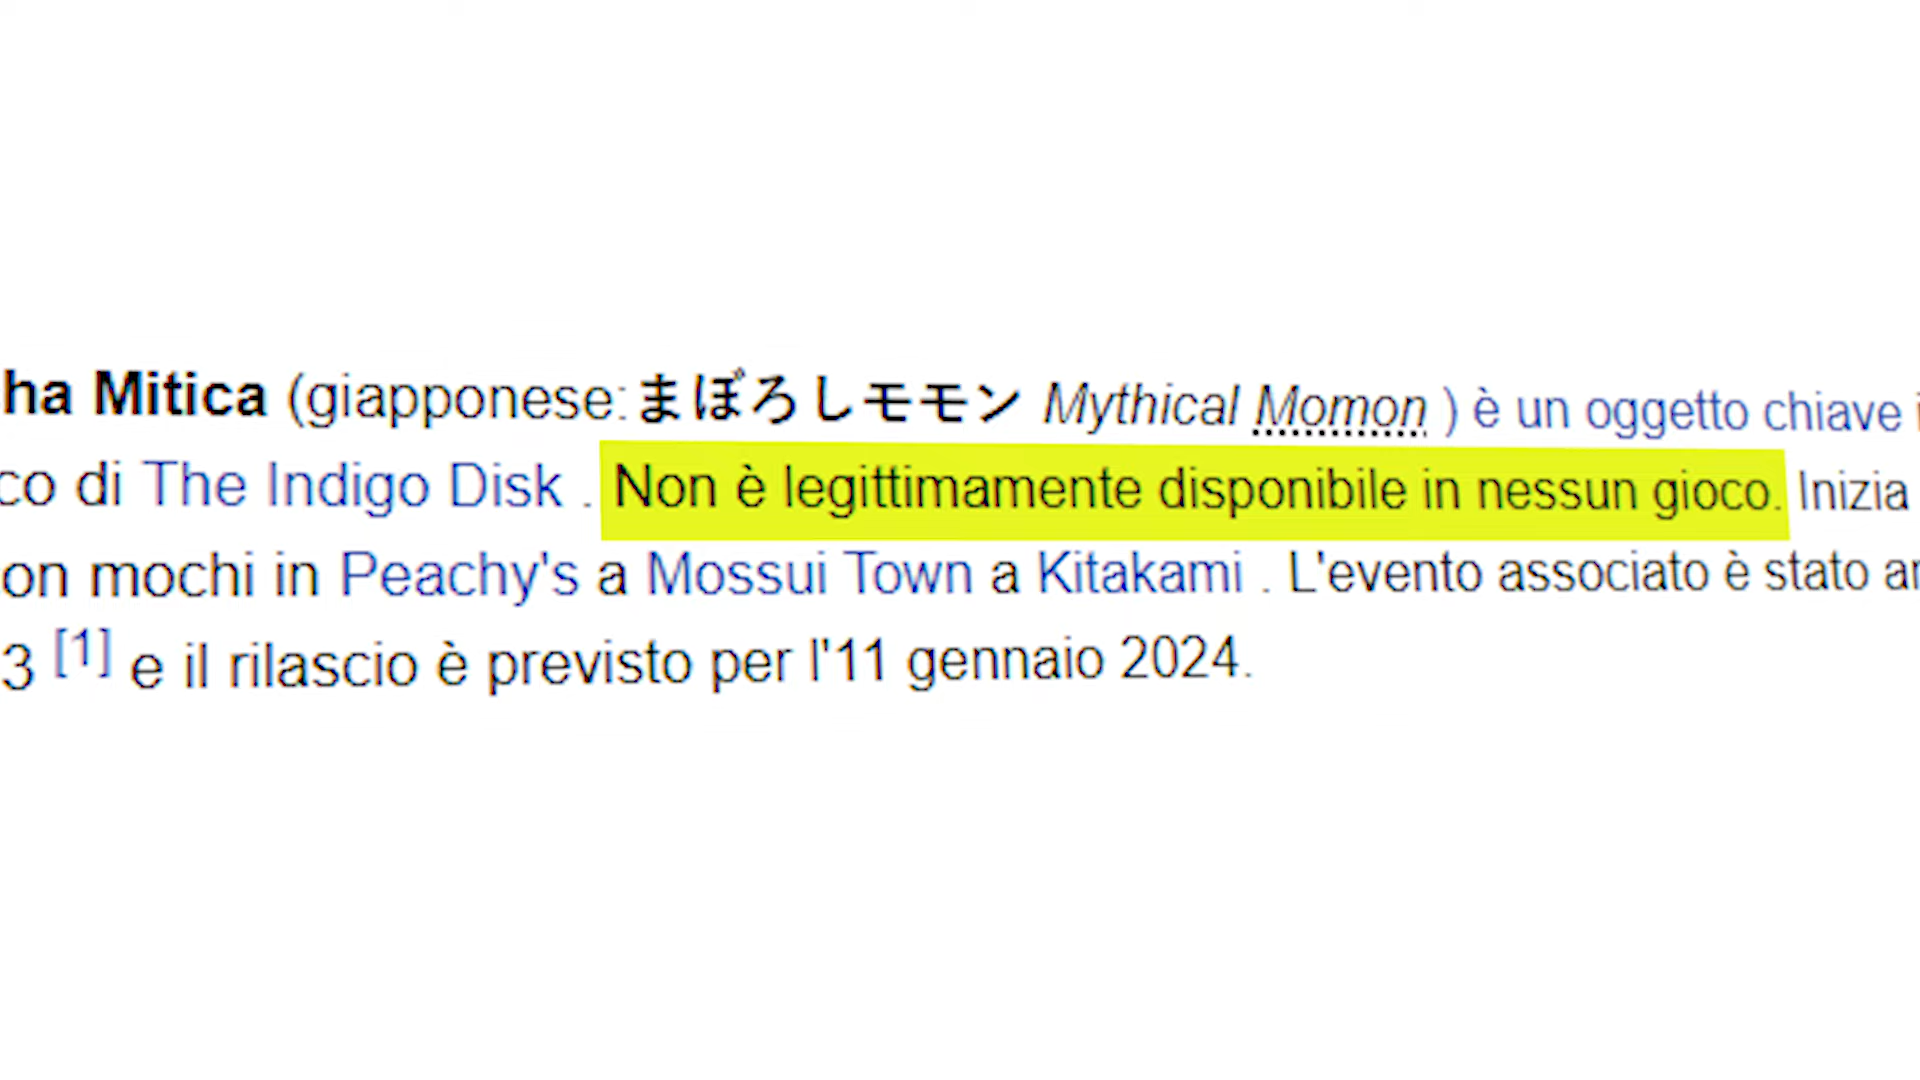 ha Mitica (giapponese: まぼろしモモン Mythical Momon ) è un oggetto chiave
co di The Indigo Disk . Non è legittimamente disponibile in nessun gioco. Inizia
on mochi in Peachy's a Mossui Town a Kitakami . L'evento associato è stato
3 [1] e il rilascio è previsto per l'11 gennaio 2024.